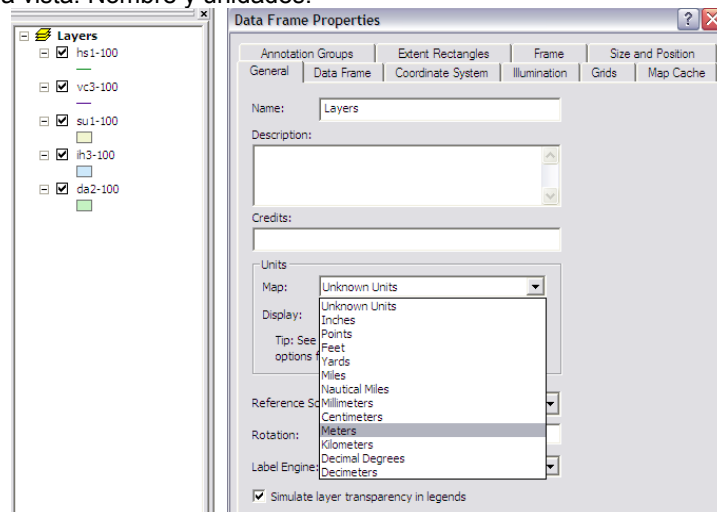 a vista. Nombre y unidades.
x
Layers
hs1-100
vc3-100
su1-100
ih3-100
da2-100
Data Frame Properties
?
Annotation Groups
Extent Rectangles
Frame
Size and Position
General
Data Frame
Coordinate System
Illumination
Grids
Map Cache
Name:
Layers
Description:
Credits:
Units
Map:
Unknown Units
Unknown Units
Inches
Points
Feet
Yards
Miles
Nautical Miles
Millimeters
Centimeters
Meters
Kilometers
Decimal Degrees
Decimeters
Display:
Tip: See
options f
Reference Sc
Rotation:
Label Engine:
Simulate layer transparency in legends